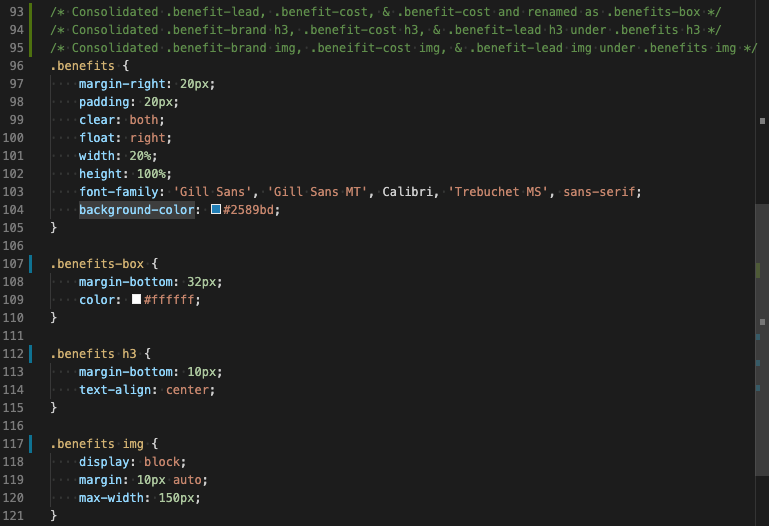 93 /* Consolidated .benefit-lead, .benefit-cost, & .benefit-cost and renamed as .benefits-box */
94 /* Consolidated .benefit-brand h3, .benefit-cost h3, & .benefit-lead h3 under .benefits h3 */
95 /* Consolidated .benefit-brand img, .beneifit-cost img, & .benefit-lead img under .benefits img */
96 .benefits {
97     margin-right: 20px;
98     padding: 20px;
99     clear: both;
100     float: right;
101     width: 20%;
102     height: 100%;
103     font-family: 'Gill Sans', 'Gill Sans MT', Calibri, 'Trebuchet MS', sans-serif;
104     background-color: #2589bd;
105 }
106
107 .benefits-box {
108     margin-bottom: 32px;
109     color: #ffffff;
110 }
111
112 .benefits h3 {
113     margin-bottom: 10px;
114     text-align: center;
115 }
116
117 .benefits img {
118     display: block;
119     margin: 10px auto;
120     max-width: 150px;
121 }